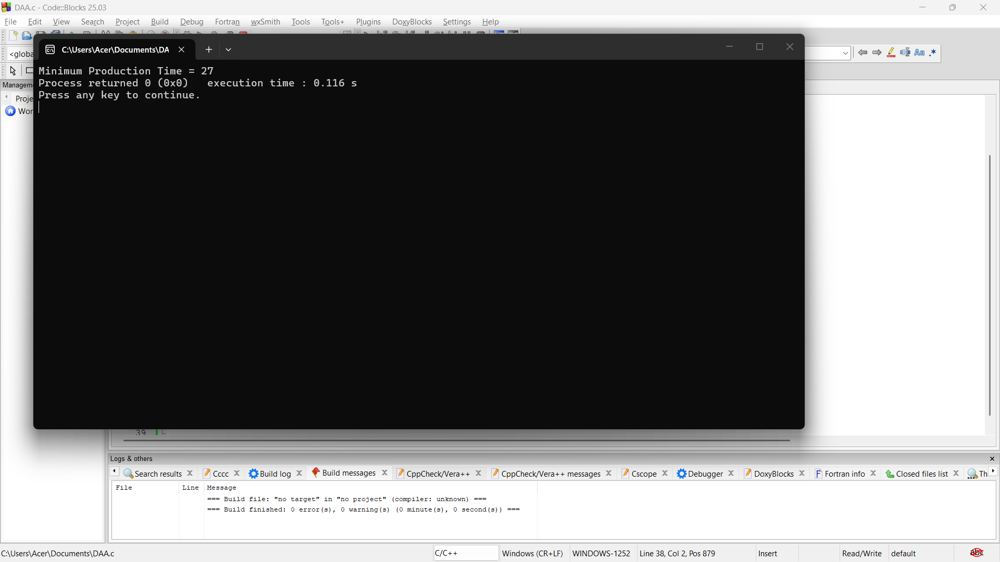 DAA.c - Code::Blocks 25.03
File Edit View Search Project Build Debug Fortran wxSmith Tools Tools+ Plugins DoxyBlocks Settings Help
<globa
C:\Users\Acer\Documents\DA
Minimum Production Time = 27
Process returned 0 (0x0)   execution time : 0.116 s
Press any key to continue.
Managem
Proje
Wor
39
Logs & others
Search results Cccc Build log Build messages CppCheck/Vera++ CppCheck/Vera++ messages Cscope Debugger DoxyBlocks Fortran info Closed files list Th
File Line Message
=== Build file: "no target" in "no project" (compiler: unknown) ===
=== Build finished: 0 error(s), 0 warning(s) (0 minute(s), 0 second(s)) ===
C:\Users\Acer\Documents\DAA.c C/C++ Windows (CR+LF) WINDOWS-1252 Line 38, Col 2, Pos 879 Insert Read/Write default abc